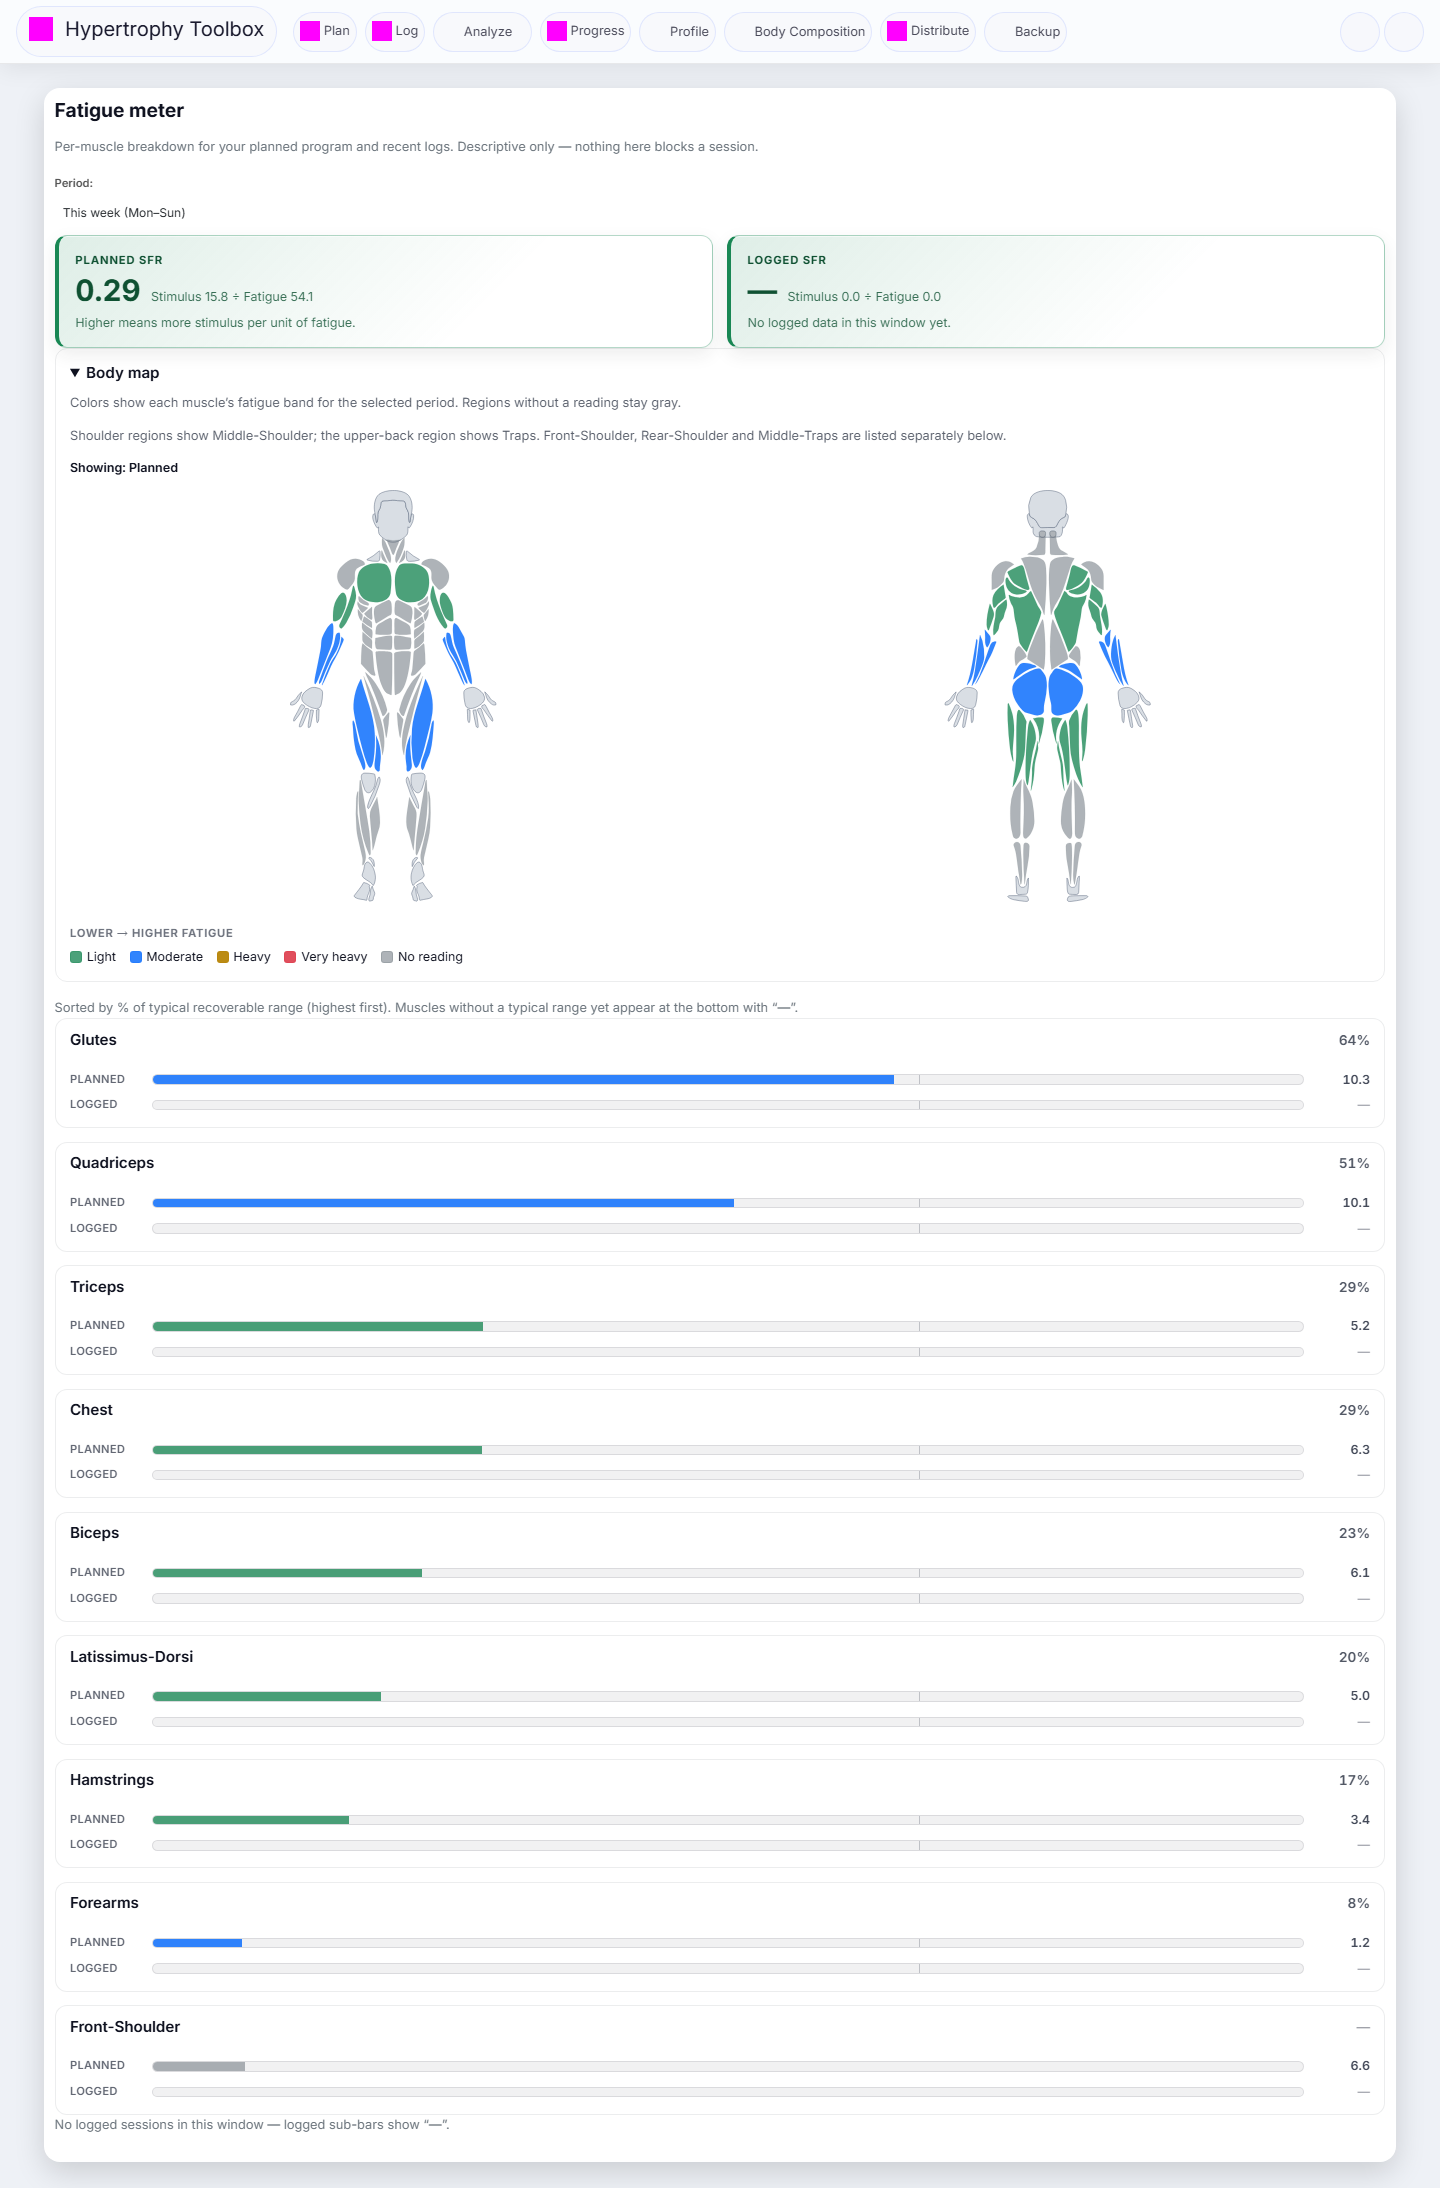 Hypertrophy Toolbox
Plan
Log
Analyze
Progress
Profile
Body Composition
Distribute
Backup
Fatigue meter
Per-muscle breakdown for your planned program and recent logs. Descriptive only — nothing here blocks a session.
Period:
This week (Mon–Sun)
PLANNED SFR
0.29 Stimulus 15.8 ÷ Fatigue 54.1
Higher means more stimulus per unit of fatigue.
LOGGED SFR
— Stimulus 0.0 ÷ Fatigue 0.0
No logged data in this window yet.
▼ Body map
Colors show each muscle’s fatigue band for the selected period. Regions without a reading stay gray.
Shoulder regions show Middle-Shoulder; the upper-back region shows Traps. Front-Shoulder, Rear-Shoulder and Middle-Traps are listed separately below.
Showing: Planned
LOWER → HIGHER FATIGUE
Light Moderate Heavy Very heavy No reading
Sorted by % of typical recoverable range (highest first). Muscles without a typical range yet appear at the bottom with “—”.
Glutes 64%
PLANNED 10.3
LOGGED —
Quadriceps 51%
PLANNED 10.1
LOGGED —
Triceps 29%
PLANNED 5.2
LOGGED —
Chest 29%
PLANNED 6.3
LOGGED —
Biceps 23%
PLANNED 6.1
LOGGED —
Latissimus-Dorsi 20%
PLANNED 5.0
LOGGED —
Hamstrings 17%
PLANNED 3.4
LOGGED —
Forearms 8%
PLANNED 1.2
LOGGED —
Front-Shoulder —
PLANNED 6.6
LOGGED —
No logged sessions in this window — logged sub-bars show “—”.